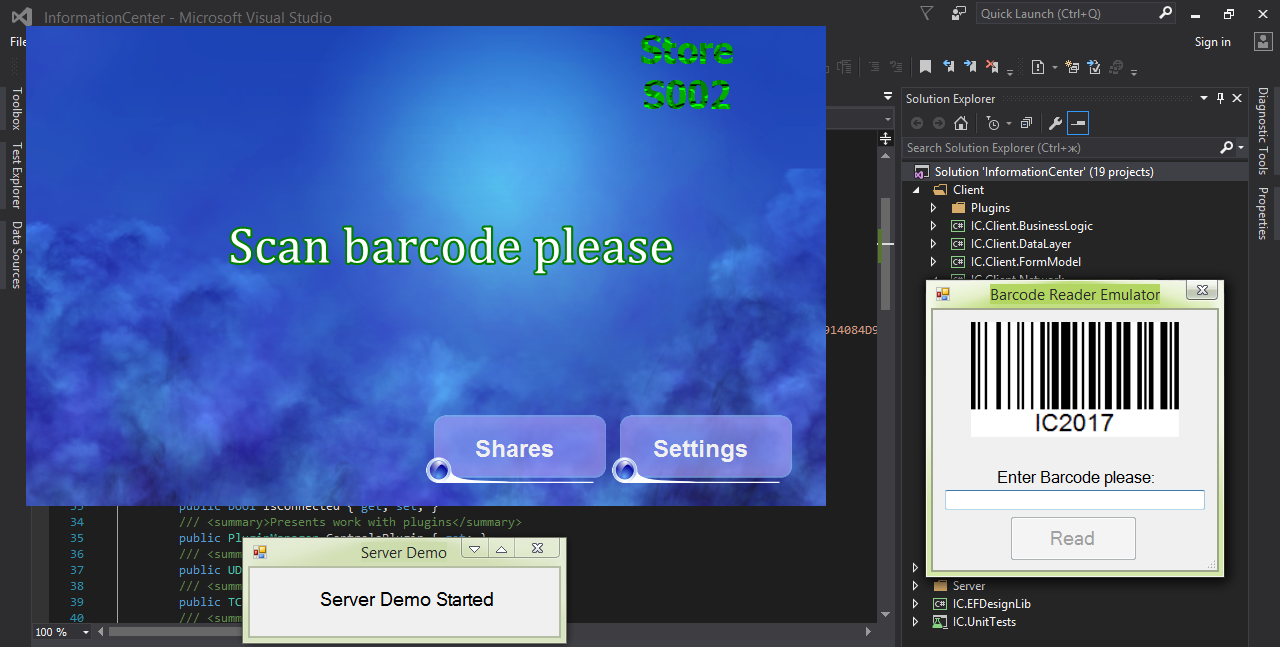 InformationCenter - Microsoft Visual Studio
Quick Launch (Ctrl+Q)
File
Sign in
Store
S002
Scan barcode please
Shares
Settings
Toolbox
Test Explorer
Data Sources
914084D9
33 public bool IsConnected { get; set; }
34 /// <summary>Presents work with plugins</summary>
35 public PluginManager ControlsPlugin { get; }
36 /// <summ
37 public UD
38 /// <summ
39 public TC
40 /// <summ
100 %
Server Demo
Server Demo Started
Solution Explorer
Search Solution Explorer (Ctrl+ж)
Solution 'InformationCenter' (19 projects)
Client
Plugins
IC.Client.BusinessLogic
IC.Client.DataLayer
IC.Client.FormModel
IC.Client.Network
Barcode Reader Emulator
IC2017
Enter Barcode please:
Read
Server
IC.EFDesignLib
IC.UnitTests
Diagnostic Tools
Properties